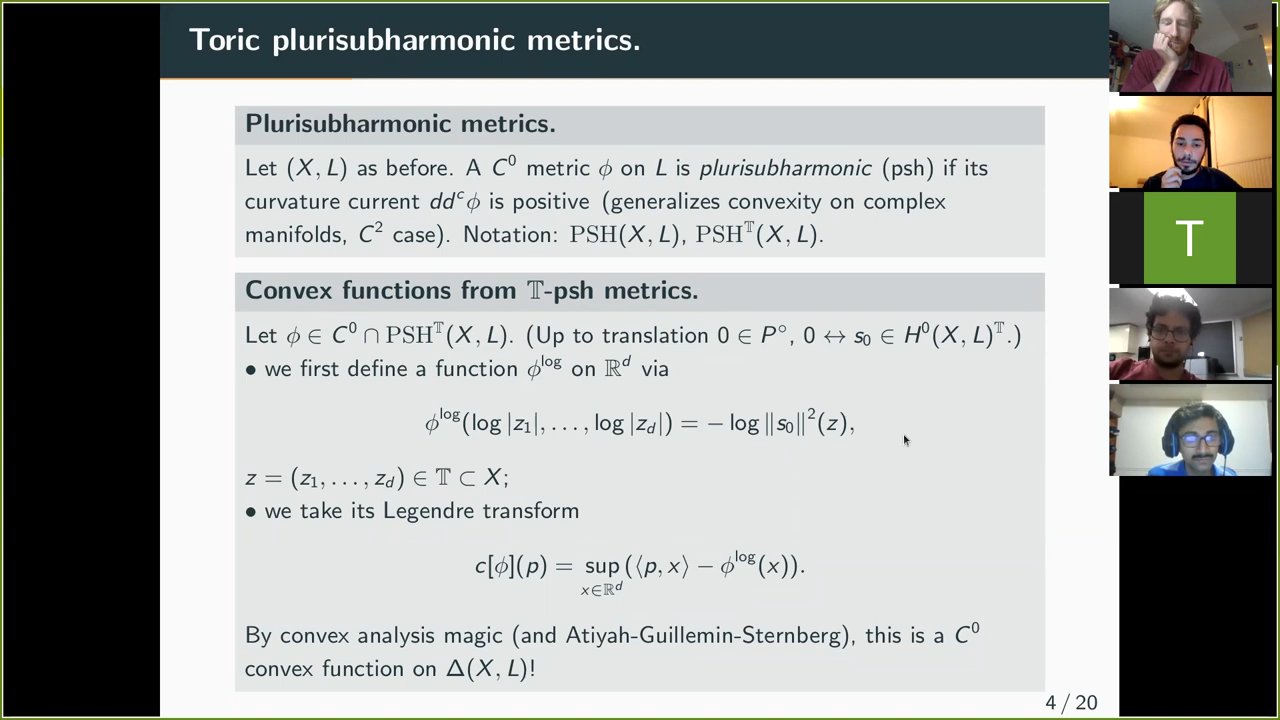 Toric plurisubharmonic metrics.
Plurisubharmonic metrics.
Let (X, L) as before. A C⁰ metric ϕ on L is plurisubharmonic (psh) if its
curvature current ddᶜϕ is positive (generalizes convexity on complex
manifolds, C² case). Notation: PSH(X, L), PSH^𝕋(X, L).
Convex functions from 𝕋-psh metrics.
Let ϕ ∈ C⁰ ∩ PSH^𝕋(X, L). (Up to translation 0 ∈ P°, 0 ↔ s₀ ∈ H⁰(X, L)^𝕋.)
• we first define a function ϕ^log on ℝ^d via
ϕ^log(log |z₁|, . . . , log |z_d|) = − log ‖s₀‖²(z),
z = (z₁, . . . , z_d) ∈ 𝕋 ⊂ X;
• we take its Legendre transform
c[ϕ](p) = sup_{x∈ℝ^d} (⟨p, x⟩ − ϕ^log(x)).
By convex analysis magic (and Atiyah-Guillemin-Sternberg), this is a C⁰
convex function on Δ(X, L)!
4 / 20
T